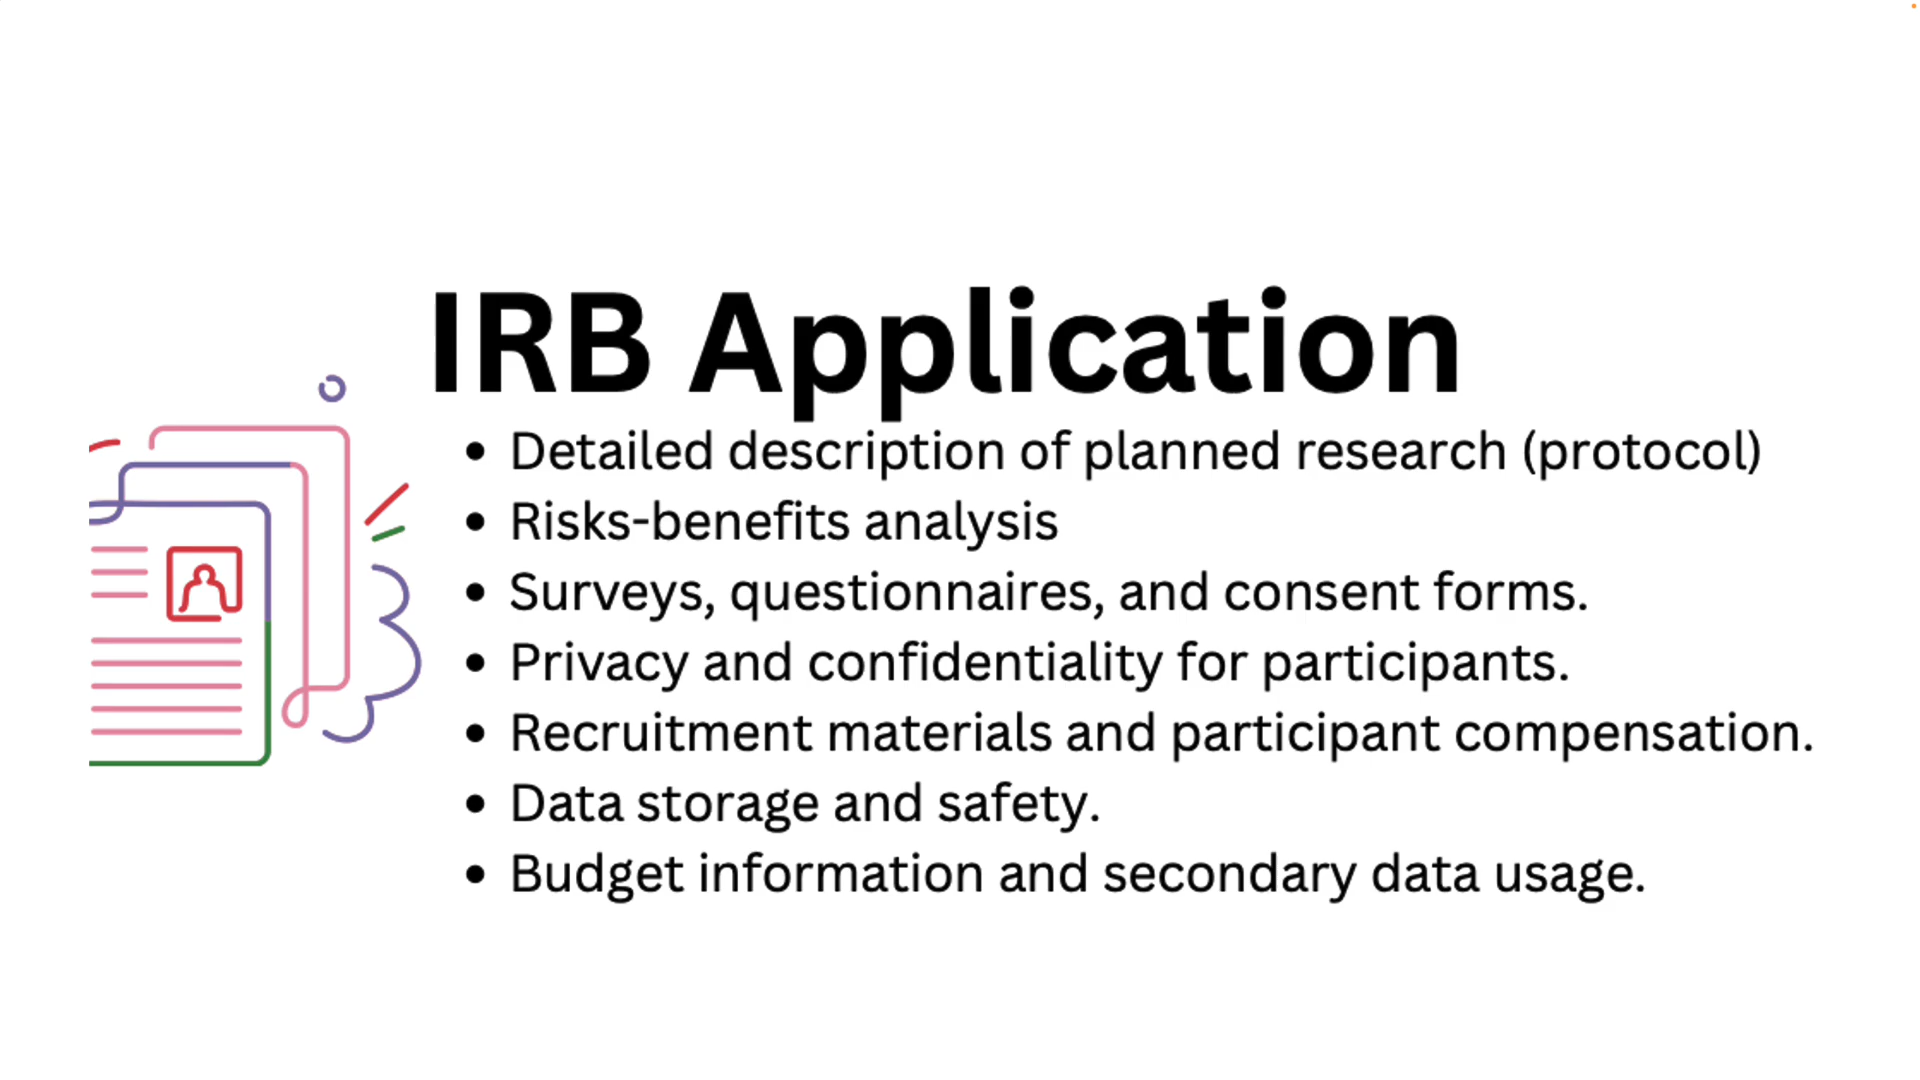 IRB Application
• Detailed description of planned research (protocol)
• Risks-benefits analysis
• Surveys, questionnaires, and consent forms.
• Privacy and confidentiality for participants.
• Recruitment materials and participant compensation.
• Data storage and safety.
• Budget information and secondary data usage.